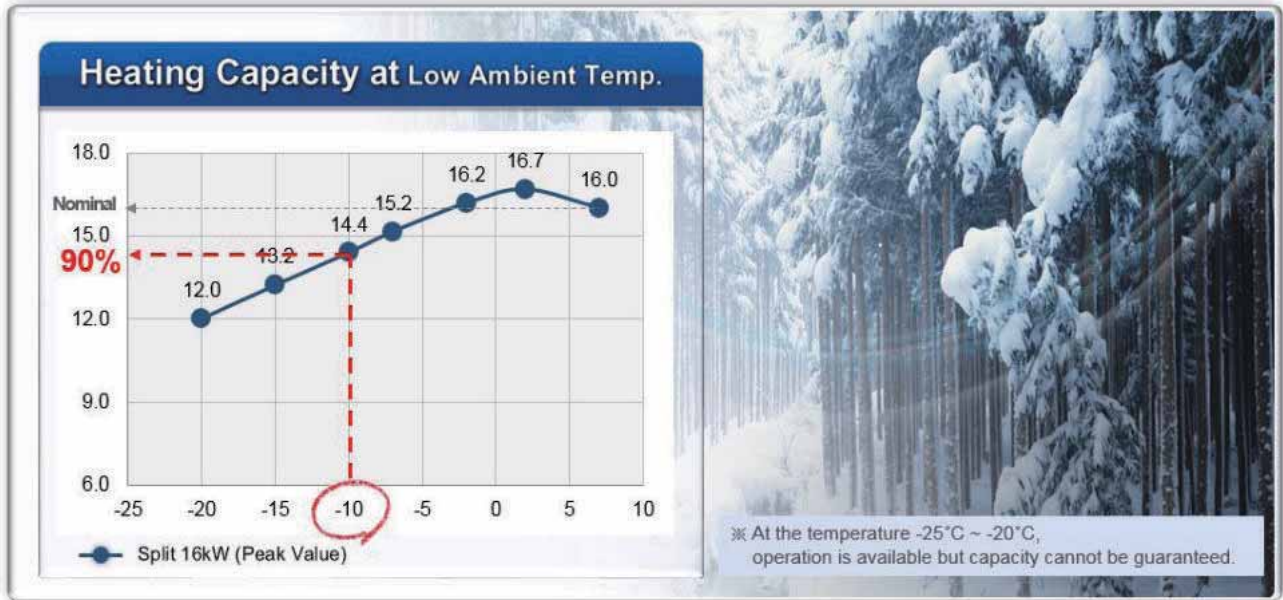 Heating Capacity at Low Ambient Temp.
18.0
Nominal
15.0
90%
12.0
9.0
6.0
12.0
13.2
14.4
15.2
16.2
16.7
16.0
-25 -20 -15 -10 -5 0 5 10
Split 16kW (Peak Value)
※ At the temperature -25˚C ~ -20˚C,
operation is available but capacity cannot be guaranteed.